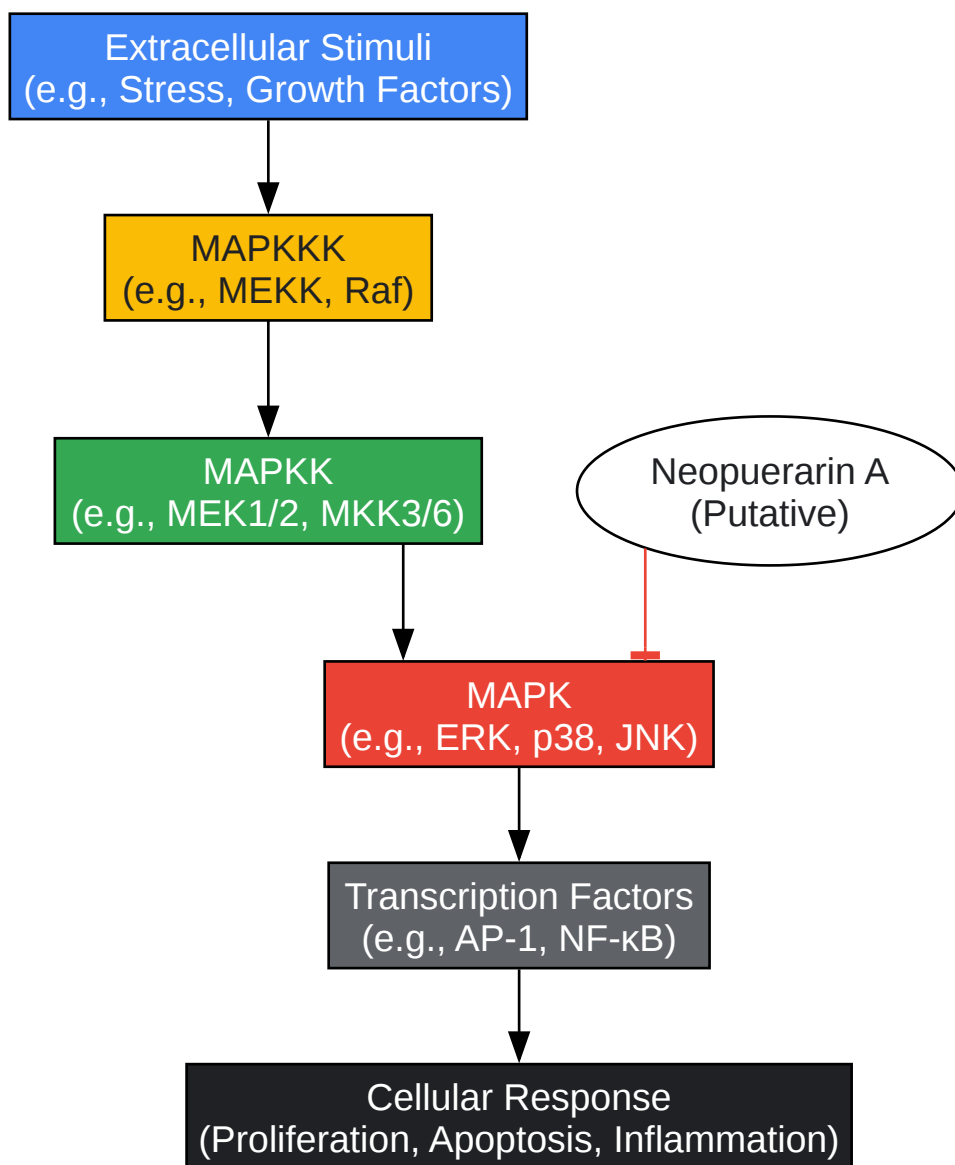 Extracellular Stimuli
(e.g., Stress, Growth Factors)
MAPKKK
(e.g., MEKK, Raf)
MAPKK
(e.g., MEK1/2, MKK3/6)
Neopuerarin A
(Putative)
MAPK
(e.g., ERK, p38, JNK)
Transcription Factors
(e.g., AP-1, NF-κB)
Cellular Response
(Proliferation, Apoptosis, Inflammation)